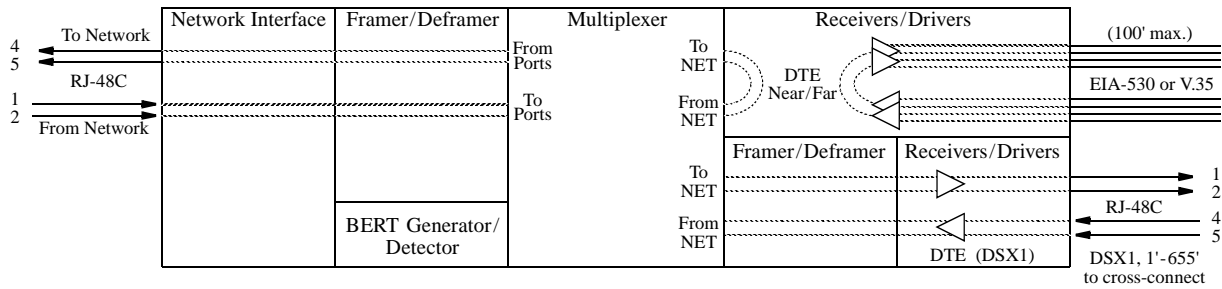 Network Interface
Framer/Deframer
Multiplexer
Receivers/Drivers
4
To Network
5
RJ-48C
1
2
From Network
From
Ports
To
Ports
To
NET
From
NET
DTE
Near/Far
(100' max.)
EIA-530 or V.35
BERT Generator/
Detector
Framer/Deframer
Receivers/Drivers
To
NET
From
NET
DTE (DSX1)
1
2
RJ-48C
4
5
DSX1, 1'-655'
to cross-connect